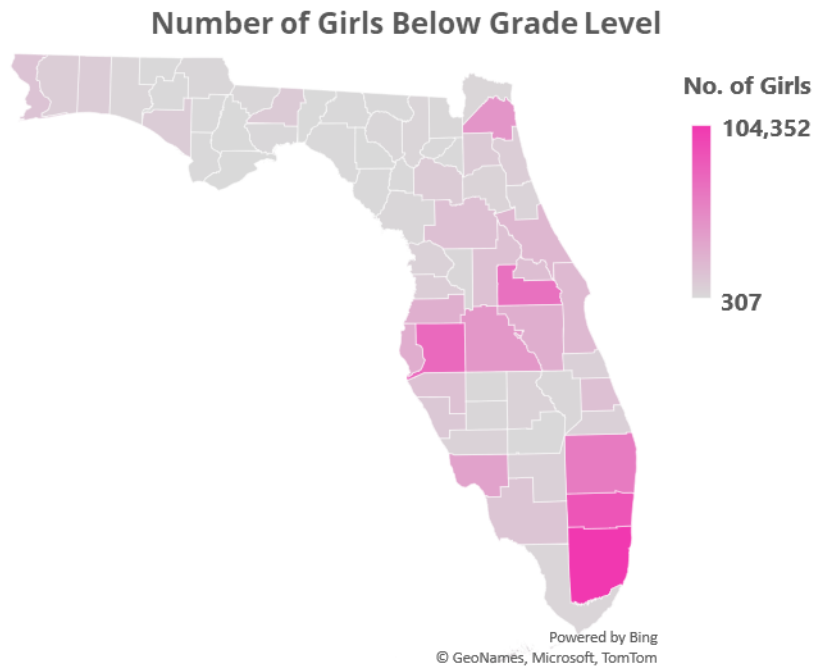 Number of Girls Below Grade Level
No. of Girls
104,352
307
Powered by Bing
© GeoNames, Microsoft, TomTom